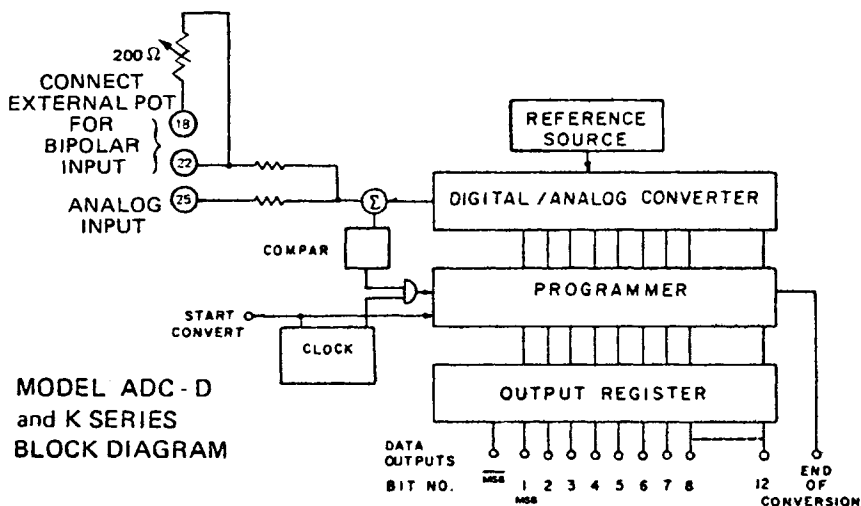 200 Ω
CONNECT
EXTERNAL POT
FOR
BIPOLAR
INPUT
18
22
25
ANALOG
INPUT
Σ
COMPAR
START
CONVERT
CLOCK
REFERENCE
SOURCE
DIGITAL / ANALOG CONVERTER
PROGRAMMER
OUTPUT REGISTER
MODEL ADC-D
and K SERIES
BLOCK DIAGRAM
DATA
OUTPUTS
BIT NO. MSB 1 2 3 4 5 6 7 8 12
MSB
END
OF
CONVERSION